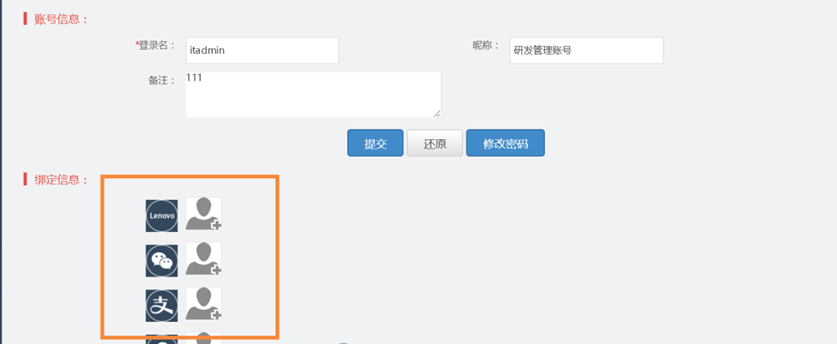 账号信息：
*登录名： itadmin 昵称： 研发管理账号
备注： 111
提交 还原 修改密码
绑定信息：
Lenovo
支